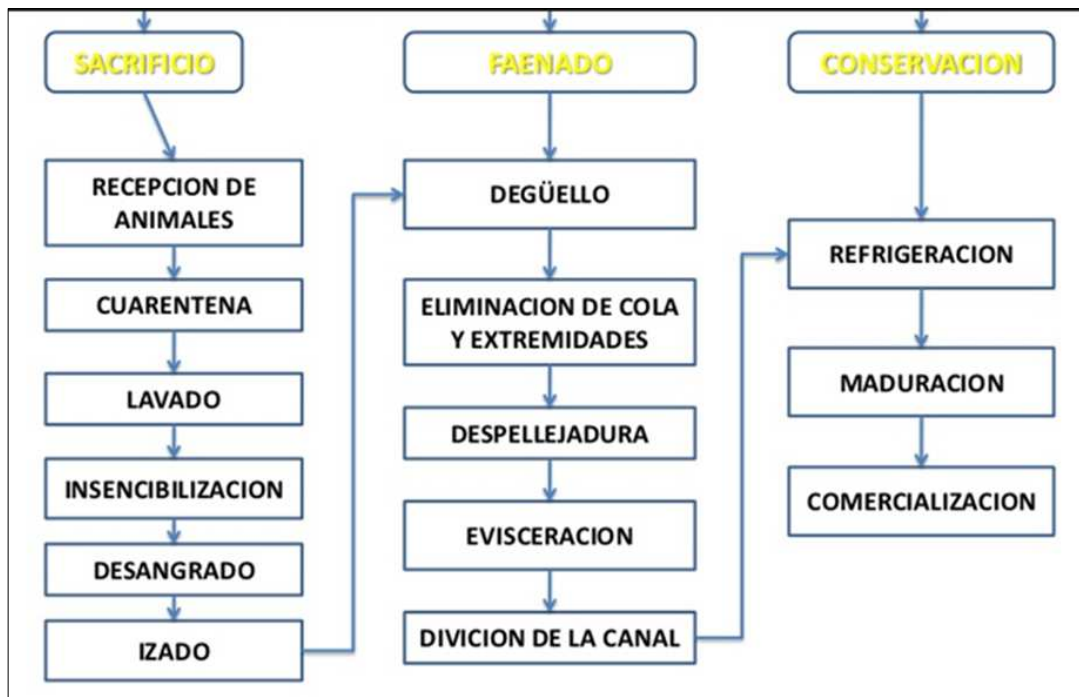 SACRIFICIO
RECEPCION DE
ANIMALES
CUARENTENA
LAVADO
INSENCIBILIZACION
DESANGRADO
IZADO
FAENADO
DEGÜELLO
ELIMINACION DE COLA
Y EXTREMIDADES
DESPELLEJADURA
EVISCERACION
DIVICION DE LA CANAL
CONSERVACION
REFRIGERACION
MADURACION
COMERCIALIZACION